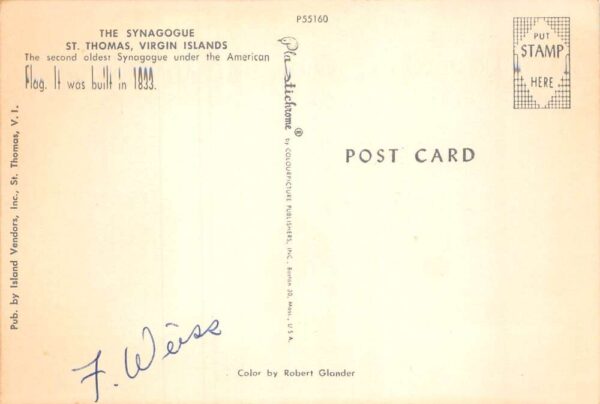 P55160
THE SYNAGOGUE
ST. THOMAS, VIRGIN ISLANDS
The second oldest Synagogue under the American
Flag. It was built in 1833.
Pub. by Island Vendors, Inc., St. Thomas, V. I.
Plastichrome ® by COLOURPICTURE PUBLISHERS, INC., Boston 30, Mass., U.S.A.
PUT
STAMP
HERE
POST CARD
F. Weiss
Color by Robert Glander